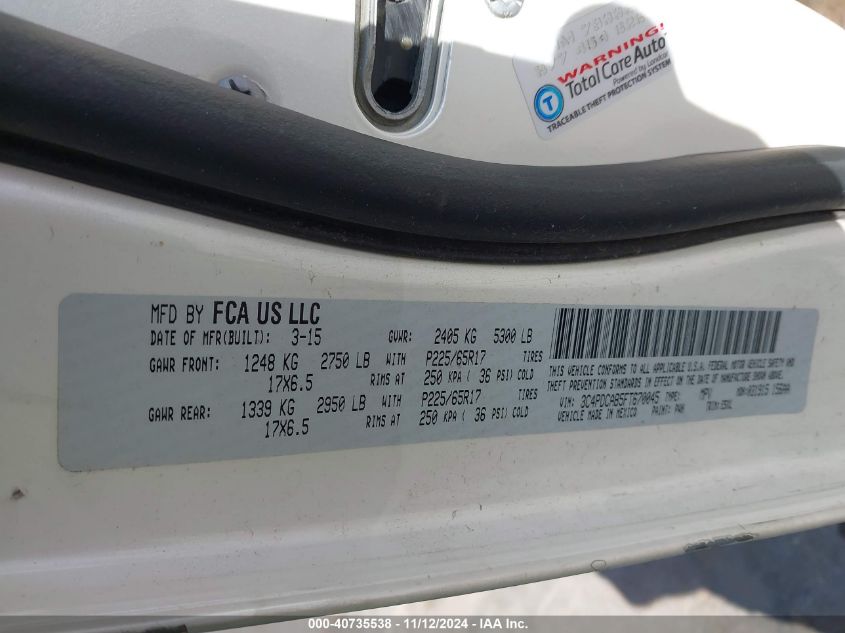 WARNING!
Total Care Auto
Powered by Landcar
TRACEABLE THEFT PROTECTION SYSTEM
MFD BY FCA US LLC
DATE OF MFR(BUILT): 3-15 GVWR: 2405 KG 5300 LB
GAWR FRONT: 1248 KG 2750 LB WITH P225/65R17 TIRES
17X6.5 RIMS AT 250 KPA ( 36 PSI) COLD
GAWR REAR: 1339 KG 2950 LB WITH P225/65R17 TIRES
17X6.5 RIMS AT 250 KPA ( 36 PSI) COLD
THIS VEHICLE CONFORMS TO ALL APPLICABLE U.S.A. FEDERAL MOTOR VEHICLE SAFETY AND
THEFT PREVENTION STANDARDS IN EFFECT ON THE DATE OF MANUFACTURE SHOWN ABOVE.
VIN: 3C4PDCAB5FT670045 TYPE: MPV
VEHICLE MADE IN MEXICO PAINT: PWH
000-40735538 - 11/12/2024 - IAA Inc.